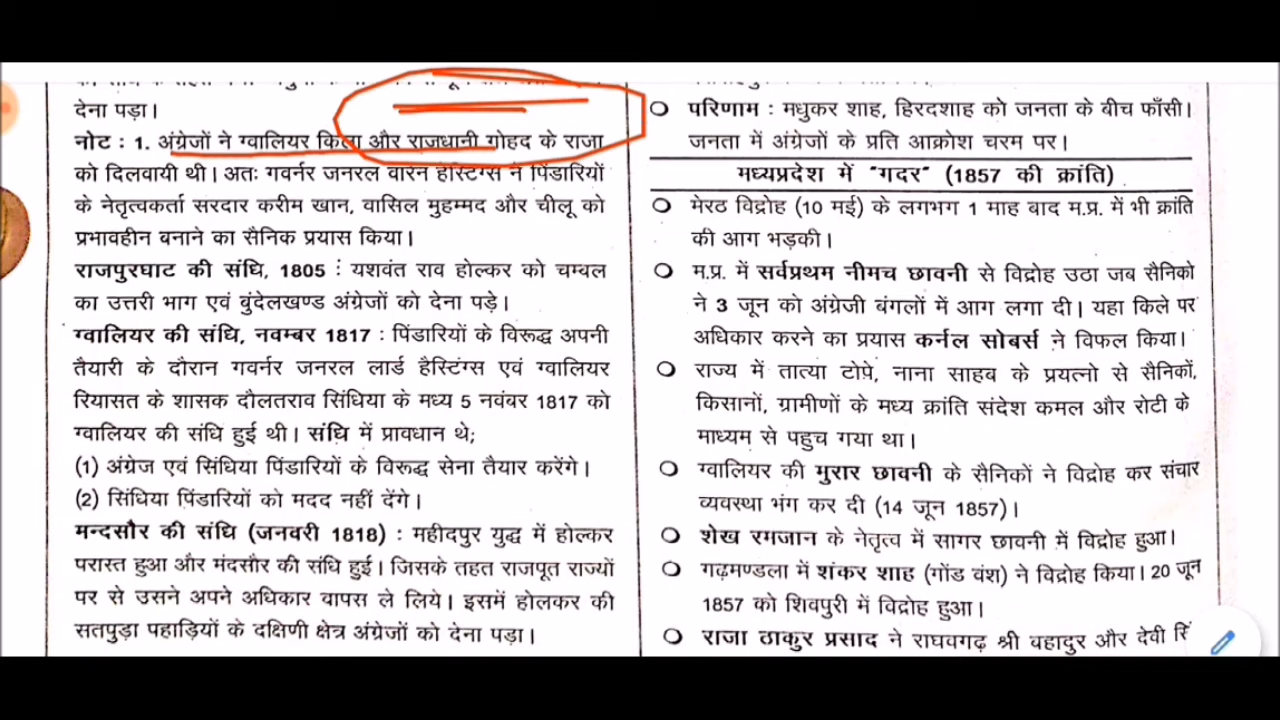 देना पड़ा।
नोट : 1. अंग्रेजों ने ग्वालियर किला और राजधानी गोहद के राजा
को दिलवायी थी। अतः गवर्नर जनरल वारेन हेस्टिंग्स ने पिंडारियों
के नेतृत्वकर्ता सरदार करीम खान, वासिल मुहम्मद और चीलू को
प्रभावहीन बनाने का सैनिक प्रयास किया।
राजपुरघाट की संधि, 1805 : यशवंत राव होल्कर को चम्बल
का उत्तरी भाग एवं बुंदेलखण्ड अंग्रेजों को देना पड़े।
ग्वालियर की संधि, नवम्बर 1817 : पिंडारियों के विरूद्ध अपनी
तैयारी के दौरान गवर्नर जनरल लार्ड हैस्टिंग्स एवं ग्वालियर
रियासत के शासक दौलतराव सिंधिया के मध्य 5 नवंबर 1817 को
ग्वालियर की संधि हुई थी। संधि में प्रावधान थे;
(1) अंग्रेज एवं सिंधिया पिंडारियों के विरूद्ध सेना तैयार करेंगे।
(2) सिंधिया पिंडारियों को मदद नहीं देंगे।
मन्दसौर की संधि (जनवरी 1818) : महीदपुर युद्ध में होल्कर
परास्त हुआ और मंदसौर की संधि हुई। जिसके तहत राजपूत राज्यों
पर से उसने अपने अधिकार वापस ले लिये। इसमें होलकर की
सतपुड़ा पहाड़ियों के दक्षिणी क्षेत्र अंग्रेजों को देना पड़ा।
परिणाम : मधुकर शाह, हिरदशाह को जनता के बीच फाँसी।
जनता में अंग्रेजों के प्रति आक्रोश चरम पर।
मध्यप्रदेश में "गदर" (1857 की क्रांति)
मेरठ विद्रोह (10 मई) के लगभग 1 माह बाद म.प्र. में भी क्रांति
की आग भड़की।
म.प्र. में सर्वप्रथम नीमच छावनी से विद्रोह उठा जब सैनिको
ने 3 जून को अंग्रेजी बंगलों में आग लगा दी। यहा किले पर
अधिकार करने का प्रयास कर्नल सोबर्स ने विफल किया।
राज्य में तात्या टोपे, नाना साहब के प्रयत्नो से सैनिकों,
किसानों, ग्रामीणों के मध्य क्रांति संदेश कमल और रोटी के
माध्यम से पहुच गया था।
ग्वालियर की मुरार छावनी के सैनिकों ने विद्रोह कर संचार
व्यवस्था भंग कर दी (14 जून 1857)।
शेख रमजान के नेतृत्व में सागर छावनी में विद्रोह हुआ।
गढ़मण्डला में शंकर शाह (गोंड वंश) ने विद्रोह किया। 20 जून
1857 को शिवपुरी में विद्रोह हुआ।
राजा ठाकुर प्रसाद ने राघवगढ़ श्री बहादुर और देवी